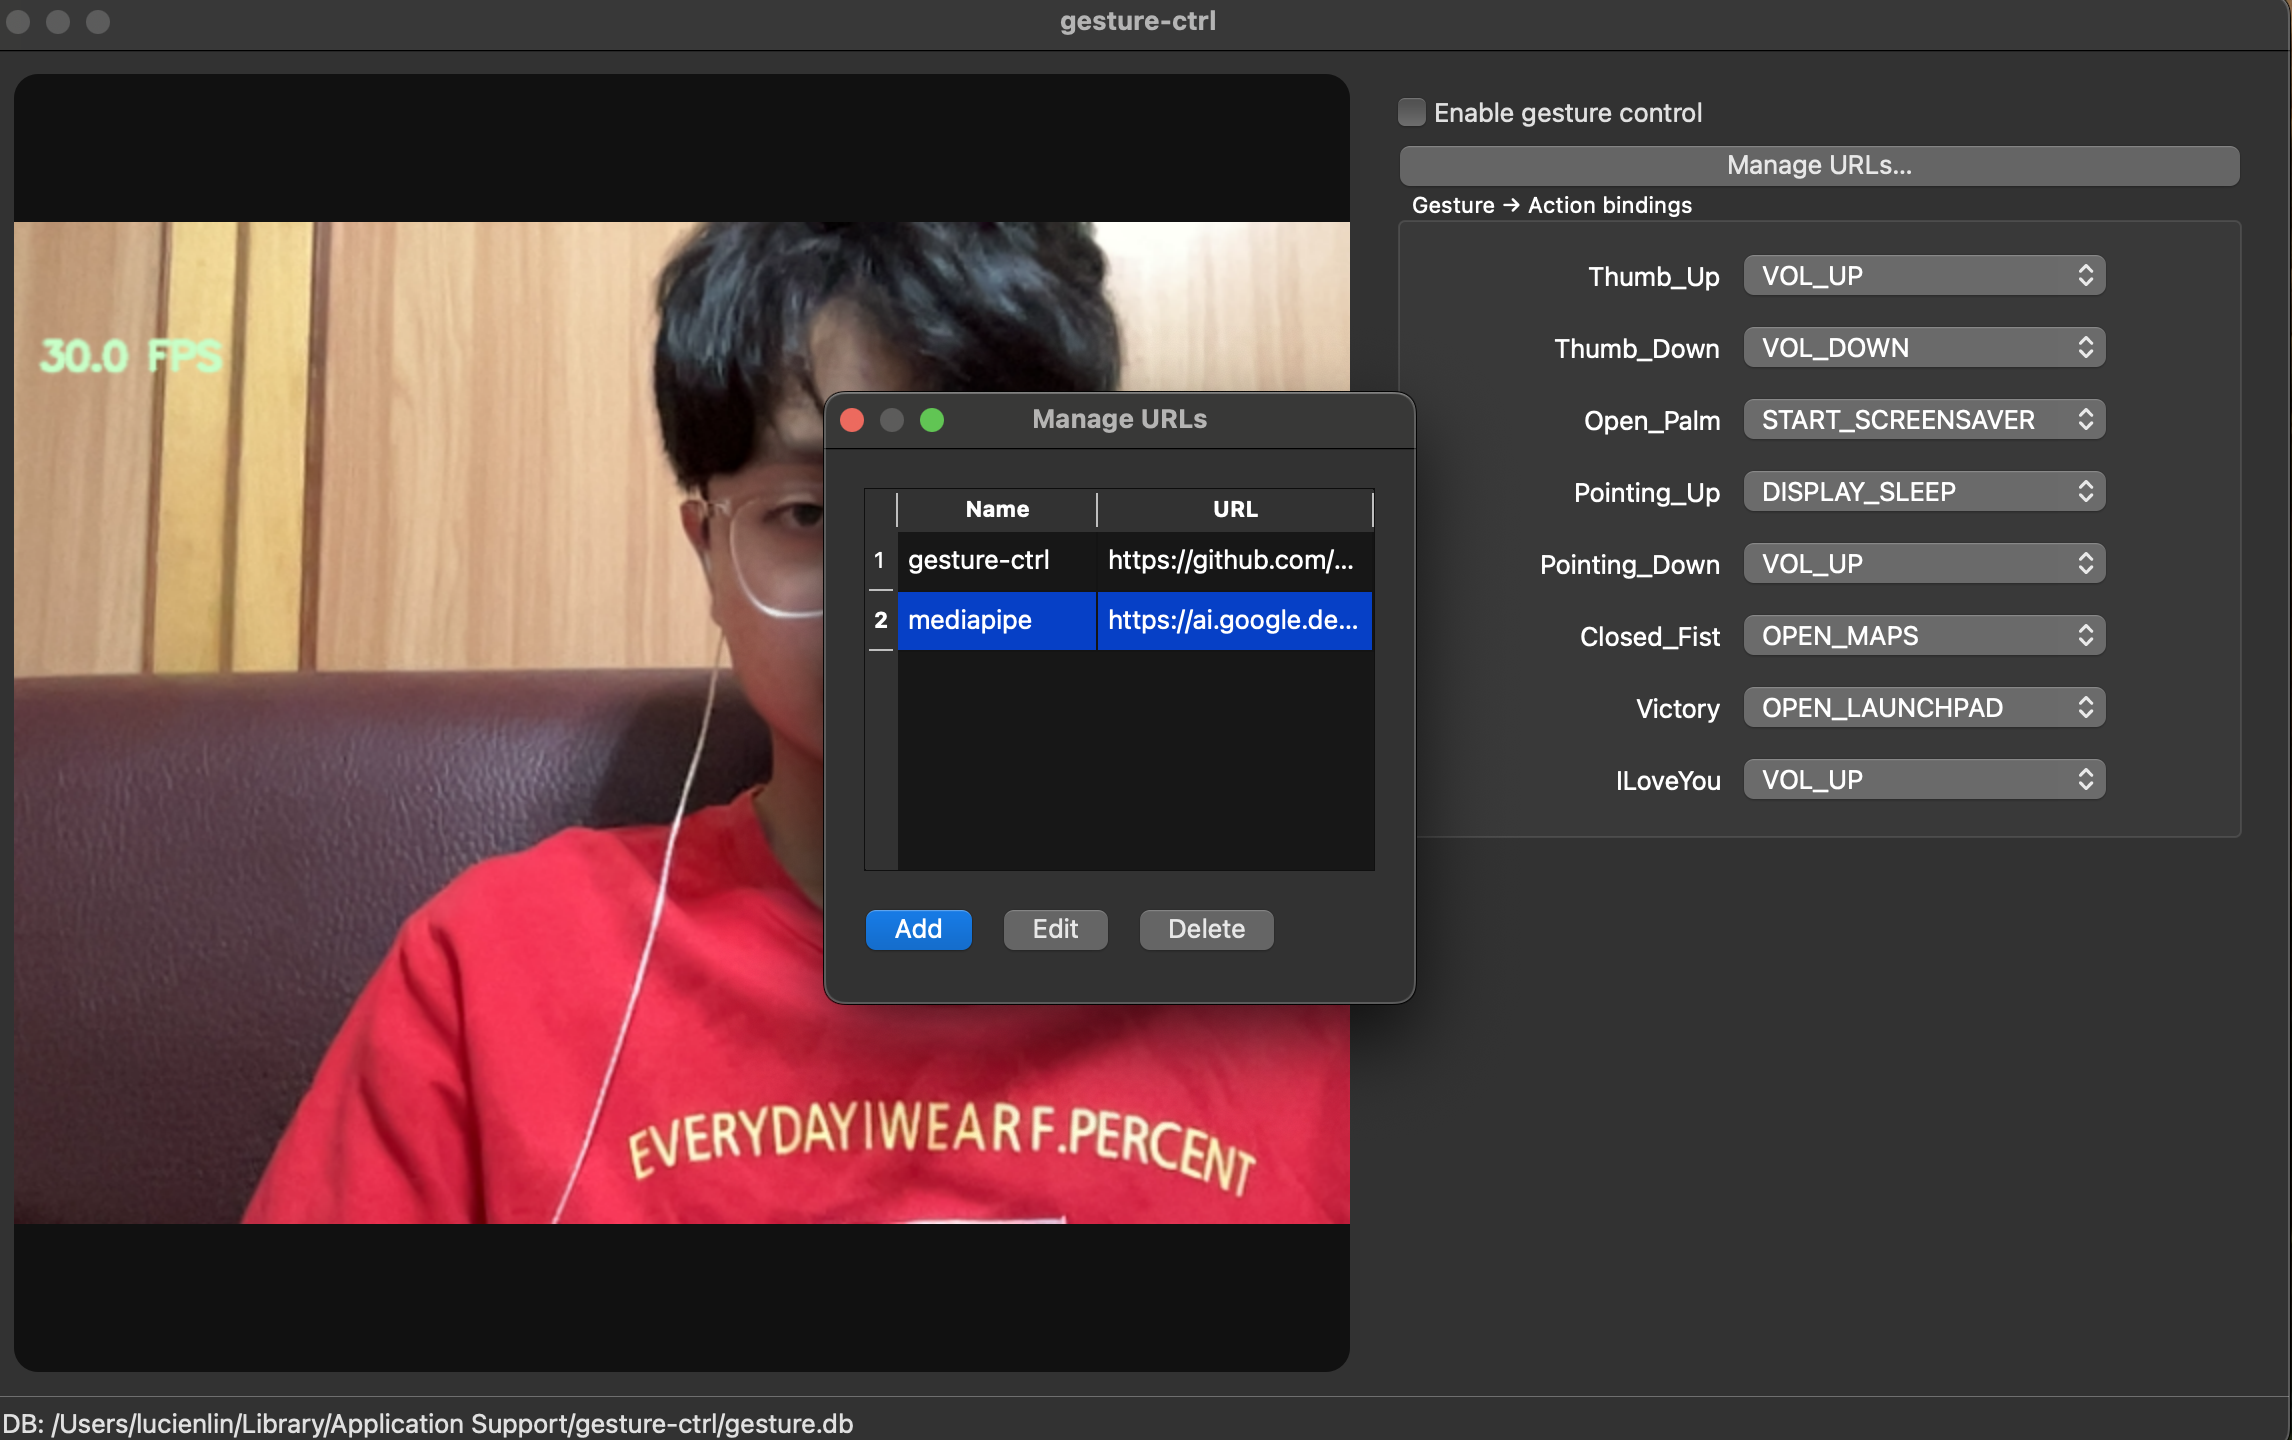 gesture-ctrl
30.0 FPS
EVERYDAY I WEAR F.PERCENT
Enable gesture control
Manage URLs...
Gesture → Action bindings
Thumb_Up VOL_UP
Thumb_Down VOL_DOWN
Open_Palm START_SCREENSAVER
Pointing_Up DISPLAY_SLEEP
Pointing_Down VOL_UP
Closed_Fist OPEN_MAPS
Victory OPEN_LAUNCHPAD
ILoveYou VOL_UP
Manage URLs
Name URL
1 gesture-ctrl https://github.com/...
2 mediapipe https://ai.google.de...
Add Edit Delete
DB: /Users/lucienlin/Library/Application Support/gesture-ctrl/gesture.db